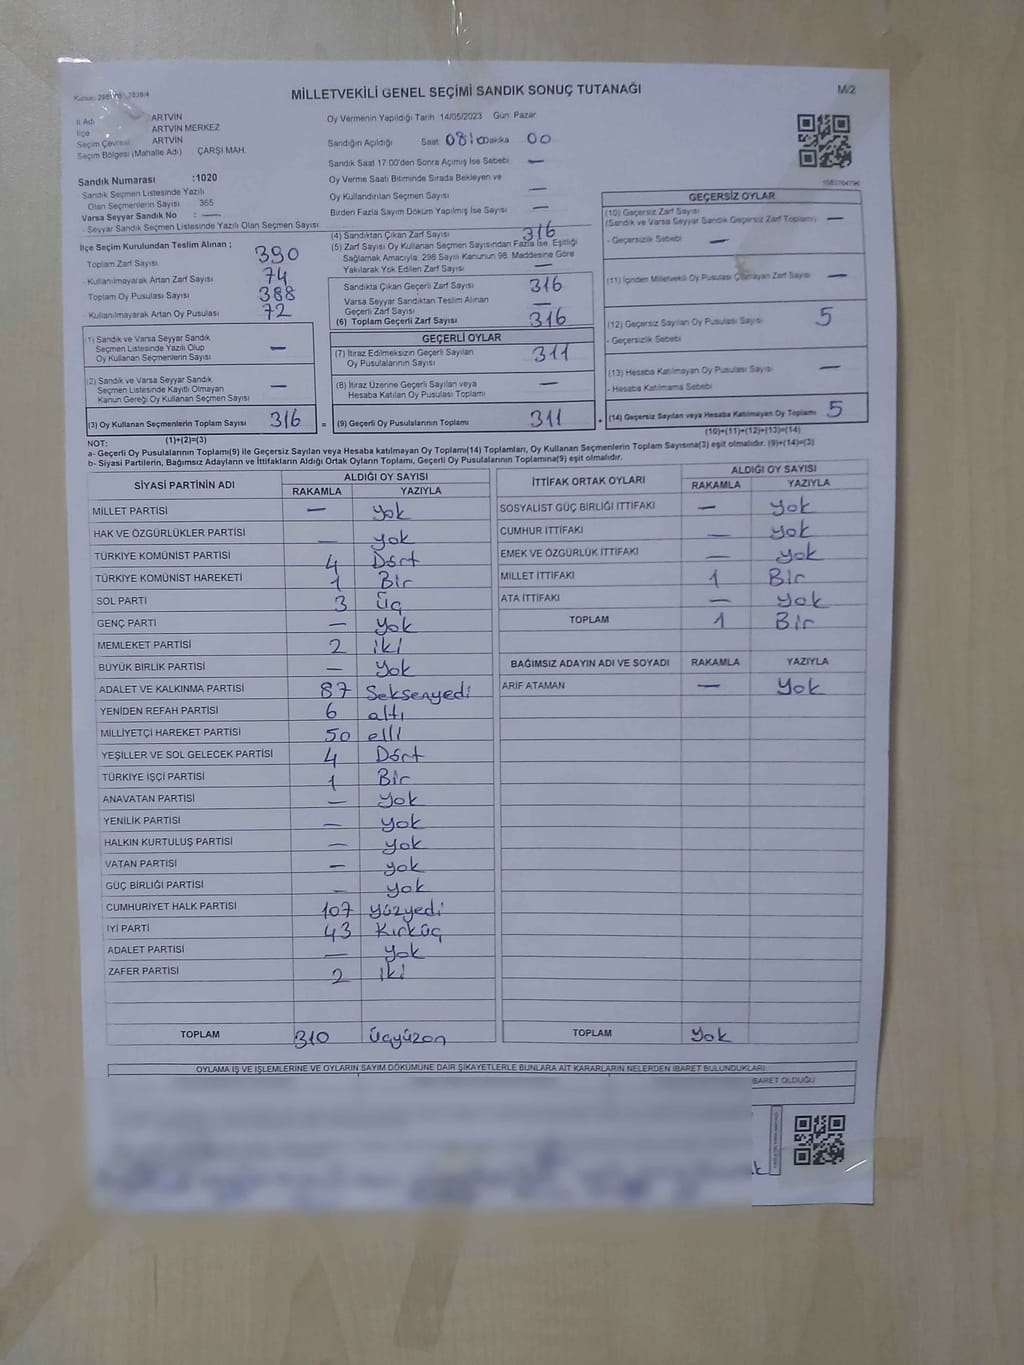 MİLLETVEKİLİ GENEL SEÇİMİ SANDIK SONUÇ TUTANAĞI
M/2
İl Adı ARTVİN
İlçe ARTVİN MERKEZ
Seçim Çevresi ARTVİN
Seçim Bölgesi (Mahalle Adı) ÇARŞI MAH.
Sandık Numarası :1020
Sandık Seçmen Listesinde Yazılı
Olan Seçmenlerin Sayısı 365
Varsa Seyyar Sandık No : —
- Seyyar Sandık Seçmen Listesinde Yazılı Olan Seçmen Sayısı:
Oy Vermenin Yapıldığı Tarih 14/05/2023 Gün Pazar
Sandığın Açıldığı Saat 08:00 Dakika 00
Sandık Saat 17:00'den Sonra Açımış İse Sebebi —
Oy Verme Saati Bitiminde Sırada Bekleyen ve
Oy Kullandırılan Seçmen Sayısı —
Birden Fazla Sayım Döküm Yapılmış İse Sayısı —
İlçe Seçim Kurulundan Teslim Alınan ;
Toplam Zarf Sayısı 390
- Kullanılmayarak Artan Zarf Sayısı 74
Toplam Oy Pusulası Sayısı 388
- Kullanılmayarak Artan Oy Pusulası 72
(4) Sandıktan Çıkan Zarf Sayısı 316
(5) Zarf Sayısı Oy Kullanan Seçmen Sayısından Fazla İse, Eşitliği
Sağlamak Amacıyla, 298 Sayılı Kanunun 98. Maddesine Göre
Yakılarak Yok Edilen Zarf Sayısı —
Sandıkta Çıkan Geçerli Zarf Sayısı 316
Varsa Seyyar Sandıktan Teslim Alınan
Geçerli Zarf Sayısı —
(6) Toplam Geçerli Zarf Sayısı 316
GEÇERSİZ OYLAR
(10) Geçersiz Zarf Sayısı
(Sandık ve Varsa Seyyar Sandık Geçersiz Zarf Toplamı) —
- Geçersizlik Sebebi —
(11) İçinden Milletvekili Oy Pusulası Çıkmayan Zarf Sayısı —
(12) Geçersiz Sayılan Oy Pusulası Sayısı 5
- Geçersizlik Sebebi
(13) Hesaba Katılmayan Oy Pusulası Sayısı —
- Hesaba Katılmama Sebebi
(14) Geçersiz Sayılan veya Hesaba Katılmayan Oy Toplamı 5
(10)+(11)+(12)+(13)=(14)
(1) Sandık ve Varsa Seyyar Sandık
Seçmen Listesinde Yazılı Olup
Oy Kullanan Seçmenlerin Sayısı —
(2) Sandık ve Varsa Seyyar Sandık
Seçmen Listesinde Kayıtlı Olmayan
Kanun Gereği Oy Kullanan Seçmen Sayısı —
(3) Oy Kullanan Seçmenlerin Toplam Sayısı 316
(1)+(2)=(3)
GEÇERLİ OYLAR
(7) İtiraz Edilmeksizin Geçerli Sayılan
Oy Pusulalarının Sayısı 311
(8) İtiraz Üzerine Geçerli Sayılan veya
Hesaba Katılan Oy Pusulası Toplamı —
= (9) Geçerli Oy Pusulalarının Toplamı 311 +
NOT:
a- Geçerli Oy Pusulalarının Toplamı(9) ile Geçersiz Sayılan veya Hesaba katılmayan Oy Toplamı(14) Toplamları, Oy Kullanan Seçmenlerin Toplam Sayısına(3) eşit olmalıdır. (9)+(14)=(3)
b- Siyasi Partilerin, Bağımsız Adayların ve İttifakların Aldığı Ortak Oyların Toplamı, Geçerli Oy Pusulalarının Toplamına(9) eşit olmalıdır.
SİYASİ PARTİNİN ADI ALDIĞI OY SAYISI
RAKAMLA YAZIYLA
MİLLET PARTİSİ — yok
HAK VE ÖZGÜRLÜKLER PARTİSİ — yok
TÜRKİYE KOMÜNİST PARTİSİ 4 Dört
TÜRKİYE KOMÜNİST HAREKETİ 1 Bir
SOL PARTİ 3 Üç
GENÇ PARTİ — yok
MEMLEKET PARTİSİ 2 iki
BÜYÜK BİRLİK PARTİSİ — yok
ADALET VE KALKINMA PARTİSİ 87 Seksenyedi
YENİDEN REFAH PARTİSİ 6 altı
MİLLİYETÇİ HAREKET PARTİSİ 50 elli
YEŞİLLER VE SOL GELECEK PARTİSİ 4 Dört
TÜRKİYE İŞÇİ PARTİSİ 1 Bir
ANAVATAN PARTİSİ — yok
YENİLİK PARTİSİ — yok
HALKIN KURTULUŞ PARTİSİ — yok
VATAN PARTİSİ — yok
GÜÇ BİRLİĞİ PARTİSİ — yok
CUMHURİYET HALK PARTİSİ 107 yüzyedi
İYİ PARTİ 43 Kırküç
ADALET PARTİSİ — yok
ZAFER PARTİSİ 2 iki
TOPLAM 310 üçyüzon
İTTİFAK ORTAK OYLARI ALDIĞI OY SAYISI
RAKAMLA YAZIYLA
SOSYALİST GÜÇ BİRLİĞİ İTTİFAKI — yok
CUMHUR İTTİFAKI — yok
EMEK VE ÖZGÜRLÜK İTTİFAKI — yok
MİLLET İTTİFAKI 1 Bir
ATA İTTİFAKI — yok
TOPLAM 1 Bir
BAĞIMSIZ ADAYIN ADI VE SOYADI RAKAMLA YAZIYLA
ARİF ATAMAN — Yok
TOPLAM yok
OYLAMA İŞ VE İŞLEMLERİNE VE OYLARIN SAYIM DÖKÜMÜNE DAİR ŞİKAYETLERLE BUNLARA AİT KARARLARIN NELERDEN İBARET BULUNDUKLARI
BARET OLDUĞU